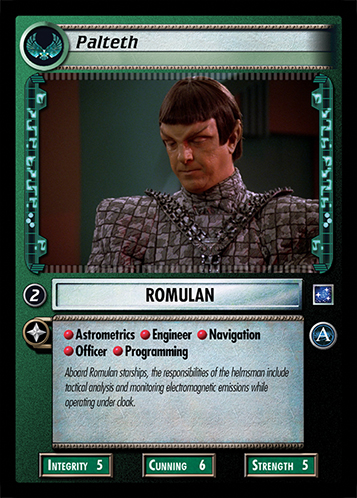 Palteth
2
ROMULAN
Astrometrics Engineer Navigation
Officer Programming
A
Aboard Romulan starships, the responsibilities of the helmsman include
tactical analysis and monitoring electromagnetic emissions while
operating under cloak.
INTEGRITY 5 CUNNING 6 STRENGTH 5